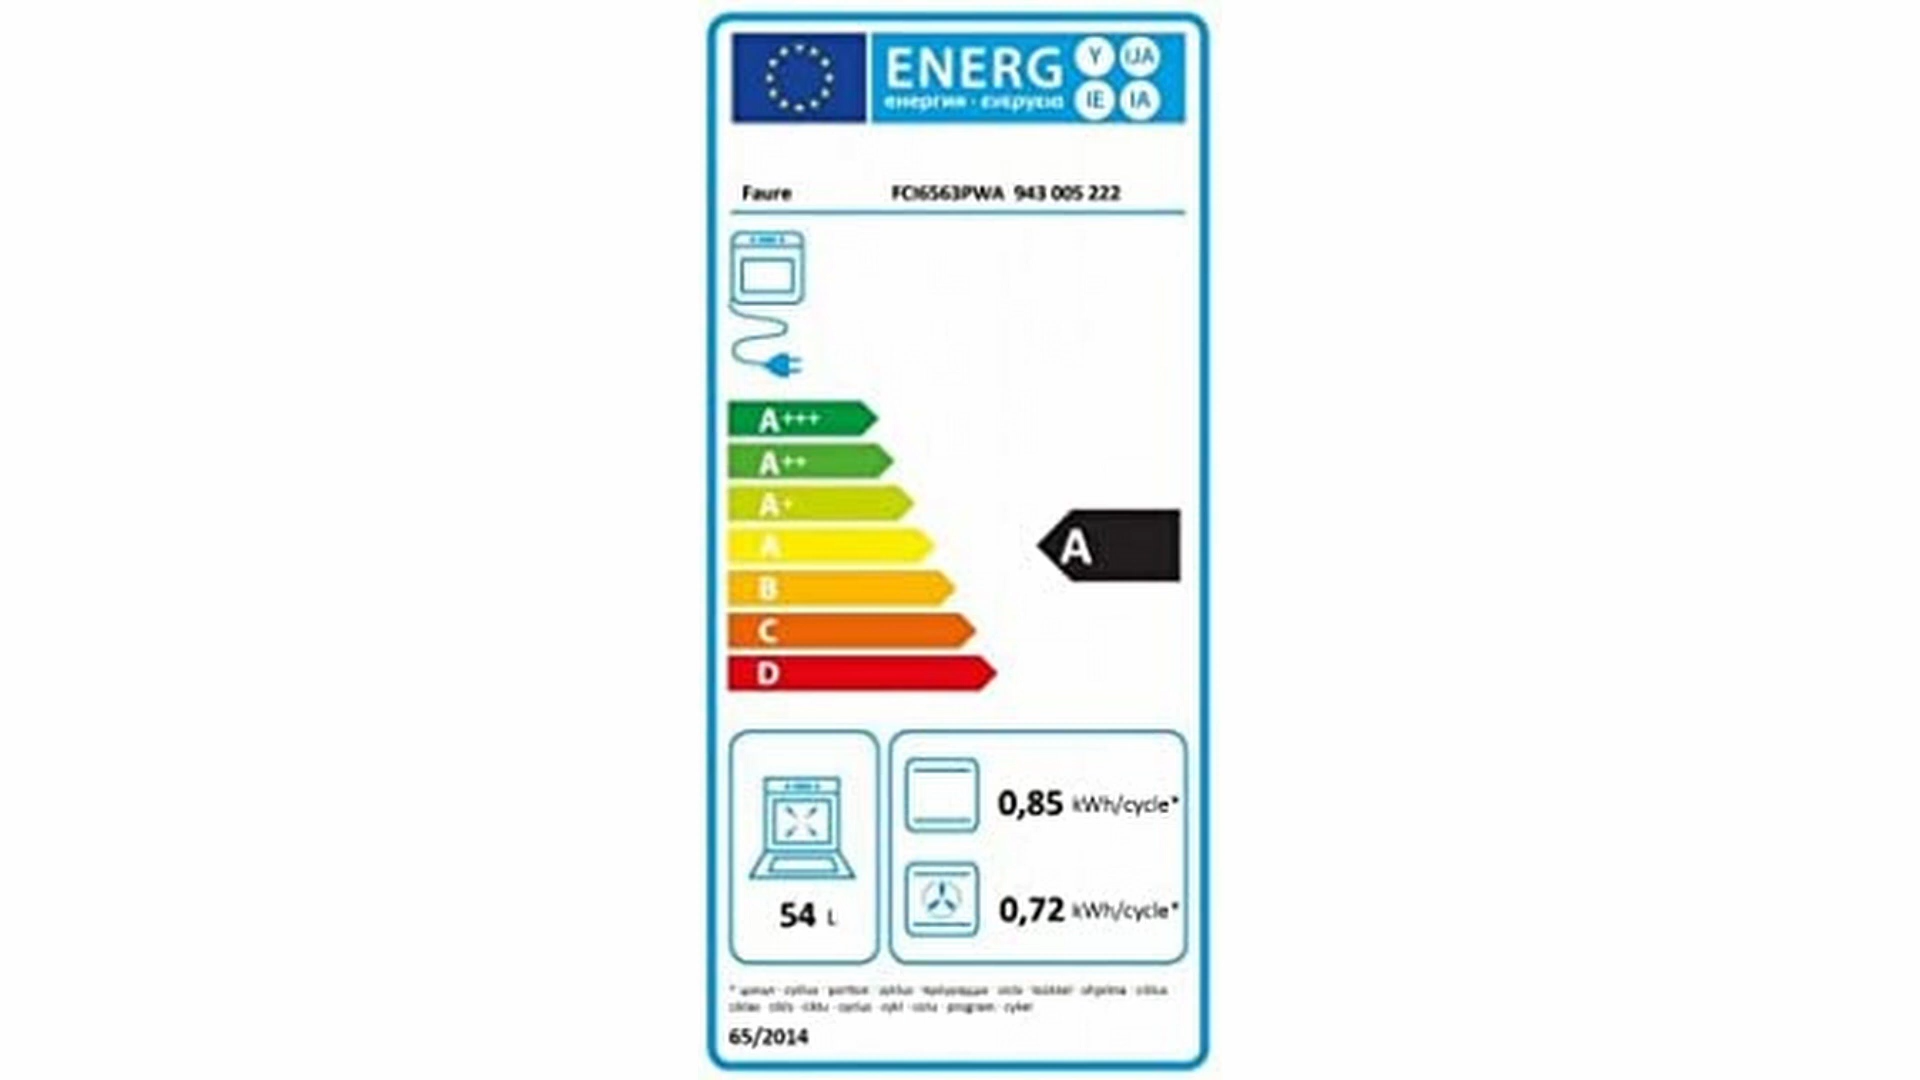 ENERG Y IJA
енергия · ενεργεια IE IA
Faure FCI6563PWA 943 005 222
A+++
A++
A+
A
A
B
C
D
0,85 kWh/cycle*
54 L
0,72 kWh/cycle*
program
65/2014